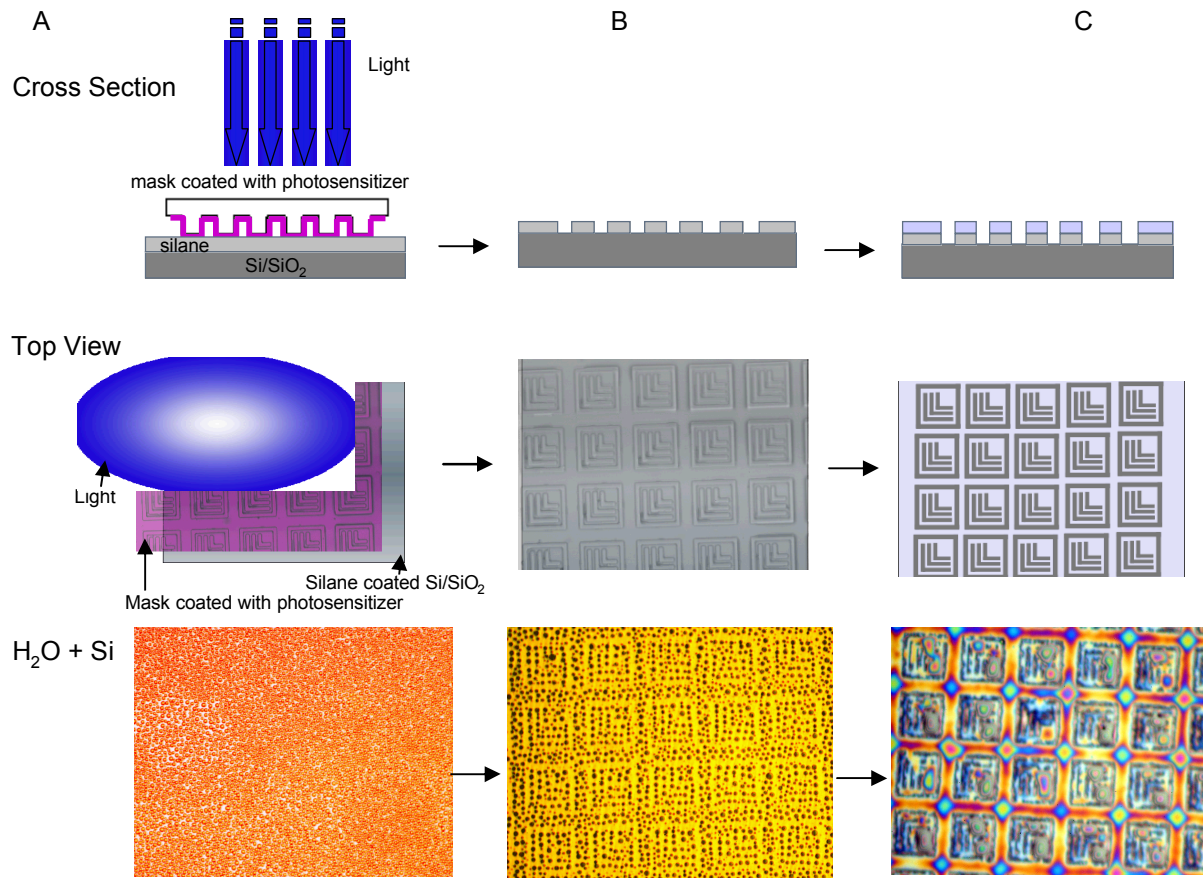 A
B
C
Cross Section
Light
mask coated with photosensitizer
silane
Si/SiO₂
Top View
Light
Silane coated Si/SiO₂
Mask coated with photosensitizer
H₂O + Si